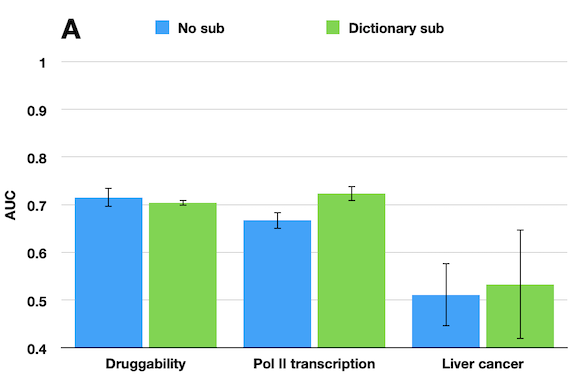 A
No sub
Dictionary sub
1
0.9
0.8
0.7
0.6
0.5
0.4
AUC
Druggability
Pol II transcription
Liver cancer